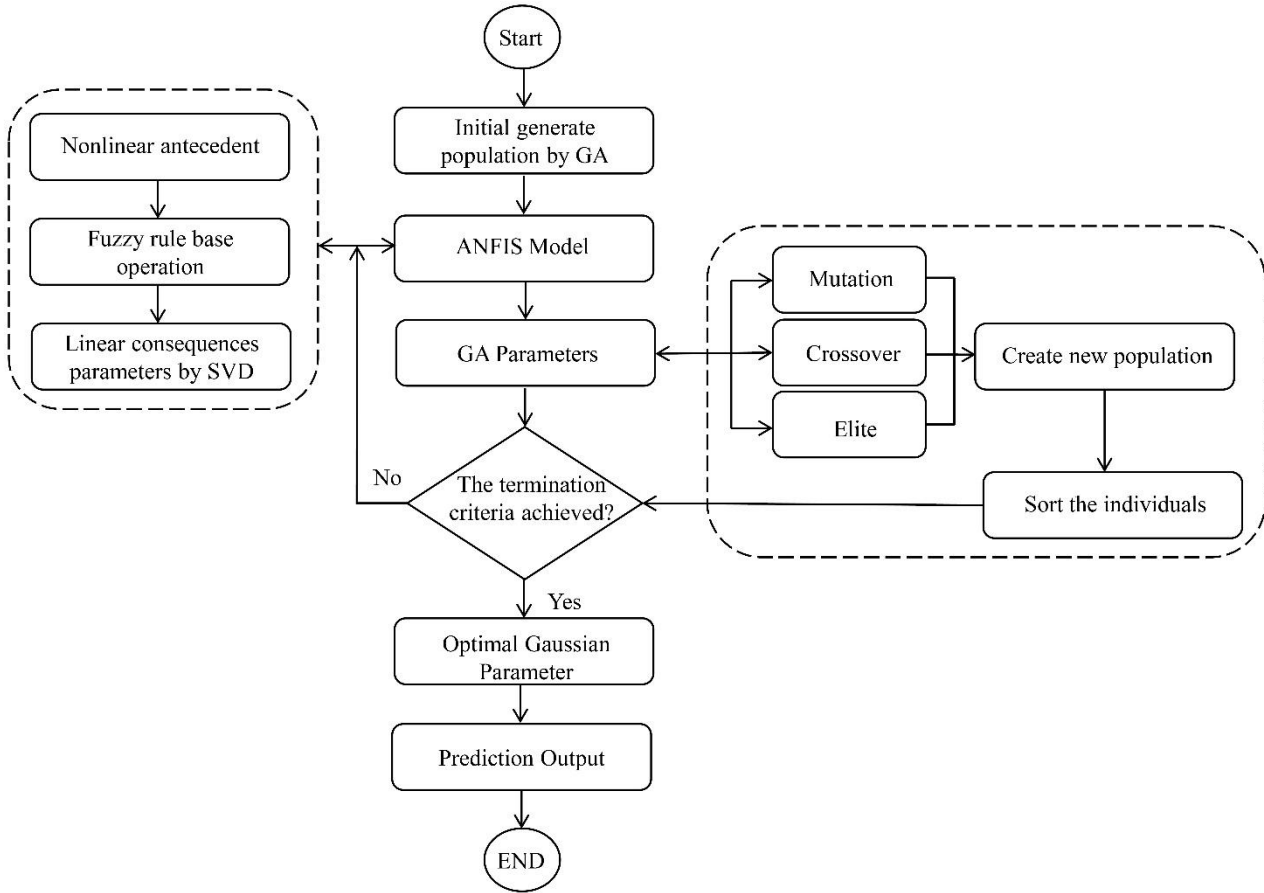 Start
Initial generate
population by GA
ANFIS Model
GA Parameters
The termination
criteria achieved?
No
Yes
Optimal Gaussian
Parameter
Prediction Output
END
Nonlinear antecedent
Fuzzy rule base
operation
Linear consequences
parameters by SVD
Mutation
Crossover
Elite
Create new population
Sort the individuals